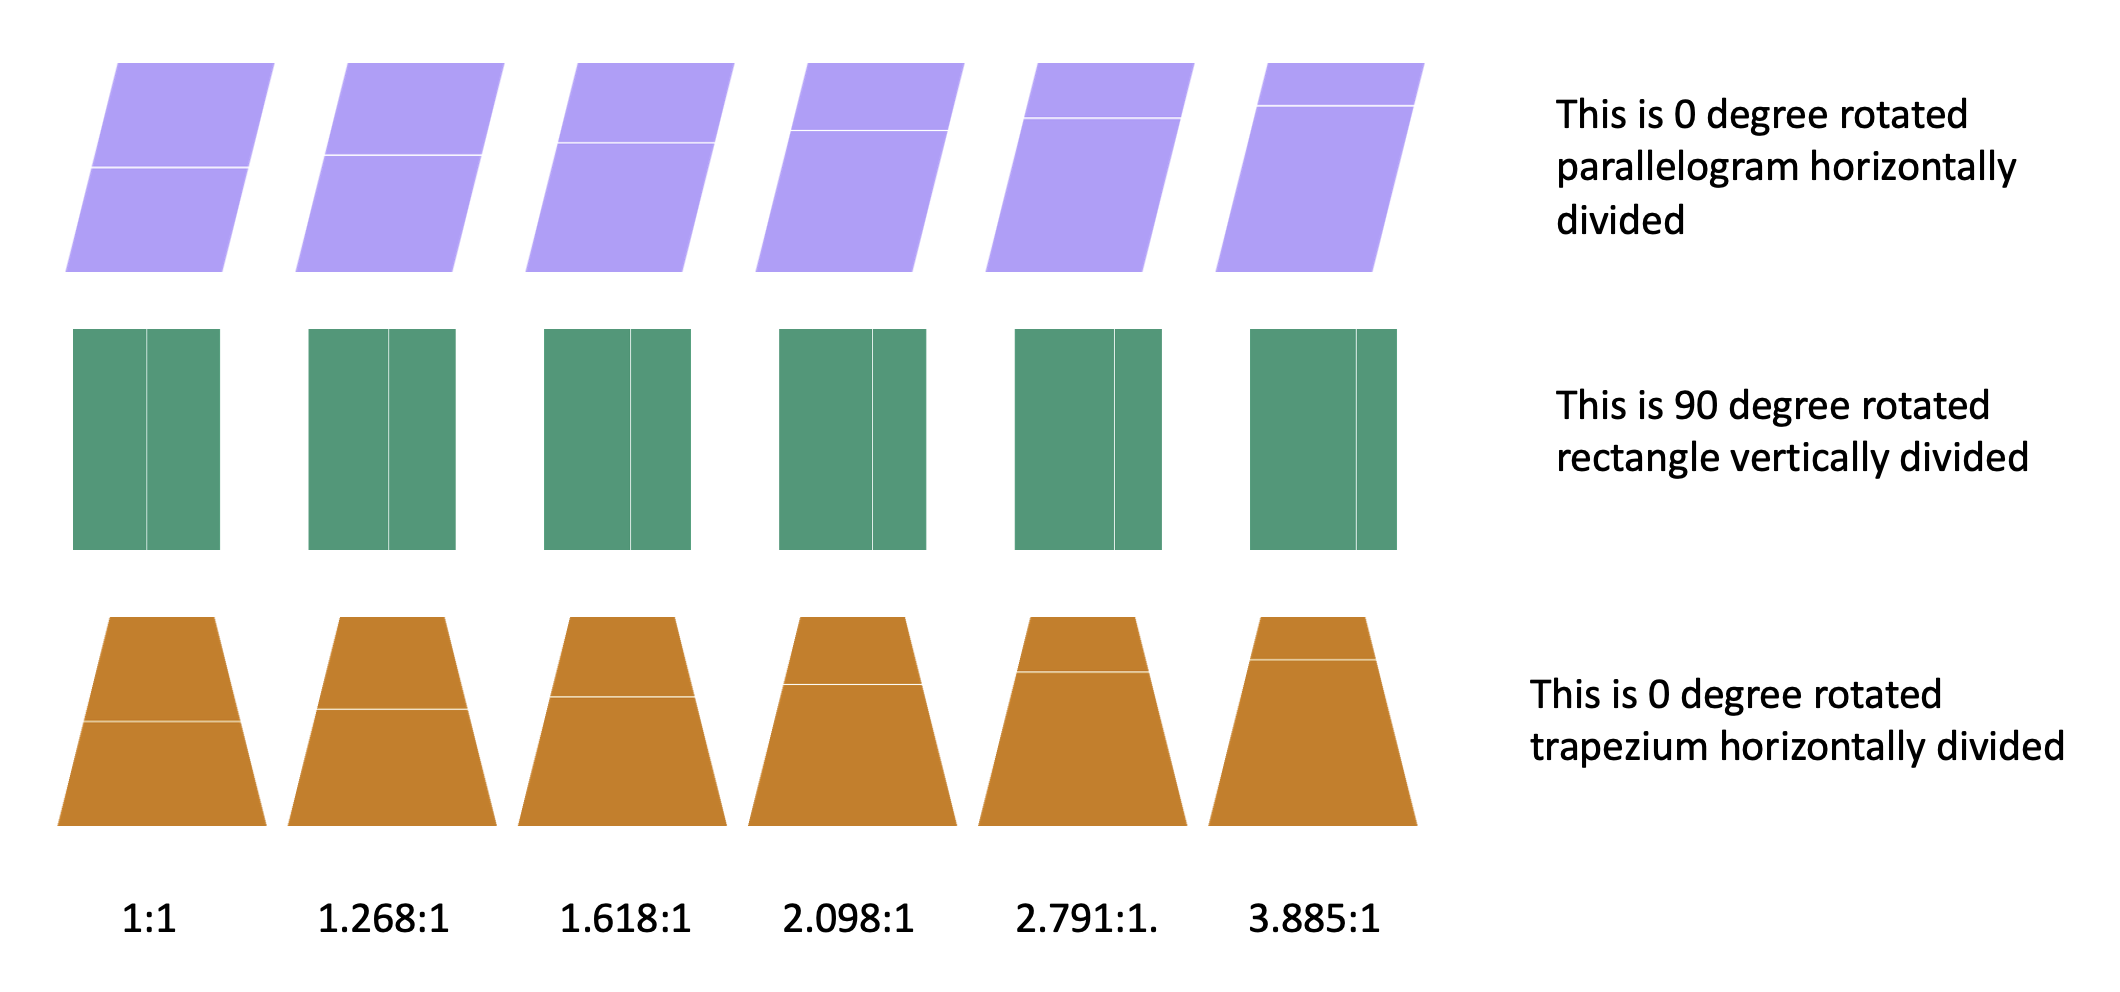 This is 0 degree rotated
parallelogram horizontally
divided
This is 90 degree rotated
rectangle vertically divided
This is 0 degree rotated
trapezium horizontally divided
1:1 1.268:1 1.618:1 2.098:1 2.791:1. 3.885:1